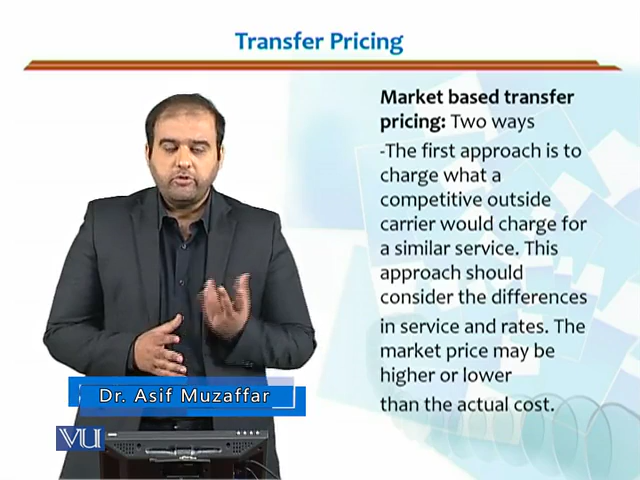 Transfer Pricing
Market based transfer
pricing: Two ways
-The first approach is to
charge what a
competitive outside
carrier would charge for
a similar service. This
approach should
consider the differences
in service and rates. The
market price may be
higher or lower
than the actual cost.
Dr. Asif Muzaffar
VU